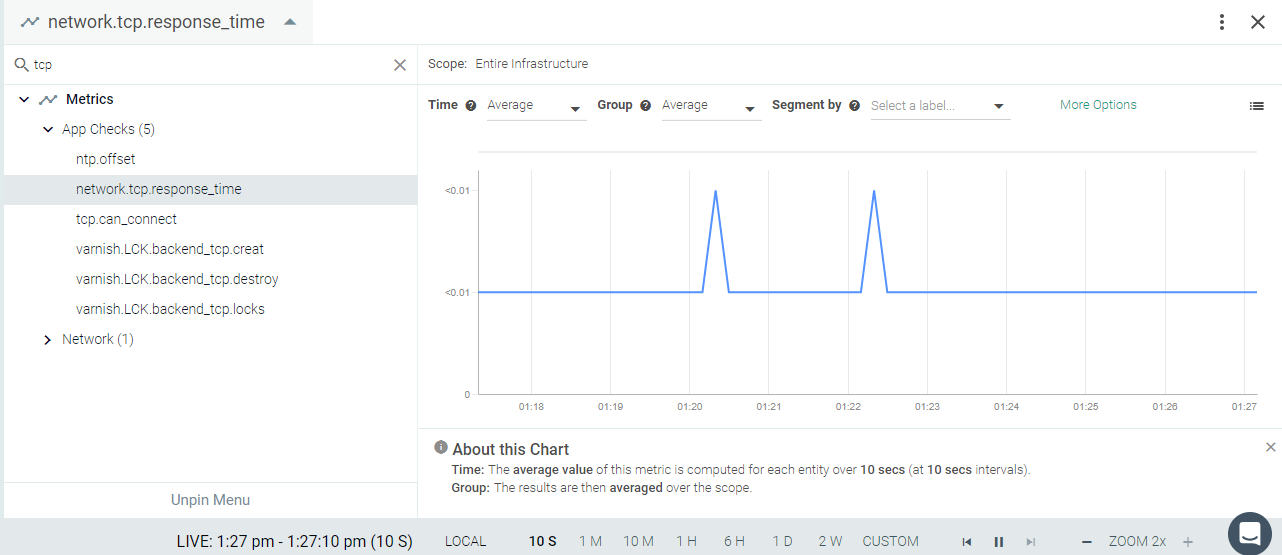 network.tcp.response_time
tcp
Metrics
App Checks (5)
ntp.offset
network.tcp.response_time
tcp.can_connect
varnish.LCK.backend_tcp.creat
varnish.LCK.backend_tcp.destroy
varnish.LCK.backend_tcp.locks
Network (1)
Unpin Menu
Scope: Entire Infrastructure
Time ? Average Group ? Average Segment by ? Select a label... More Options
<0.01
<0.01
0
01:18 01:19 01:20 01:21 01:22 01:23 01:24 01:25 01:26 01:27
i About this Chart
Time: The average value of this metric is computed for each entity over 10 secs (at 10 secs intervals).
Group: The results are then averaged over the scope.
LIVE: 1:27 pm - 1:27:10 pm (10 S) LOCAL 10 S 1 M 10 M 1 H 6 H 1 D 2 W CUSTOM − ZOOM 2x +